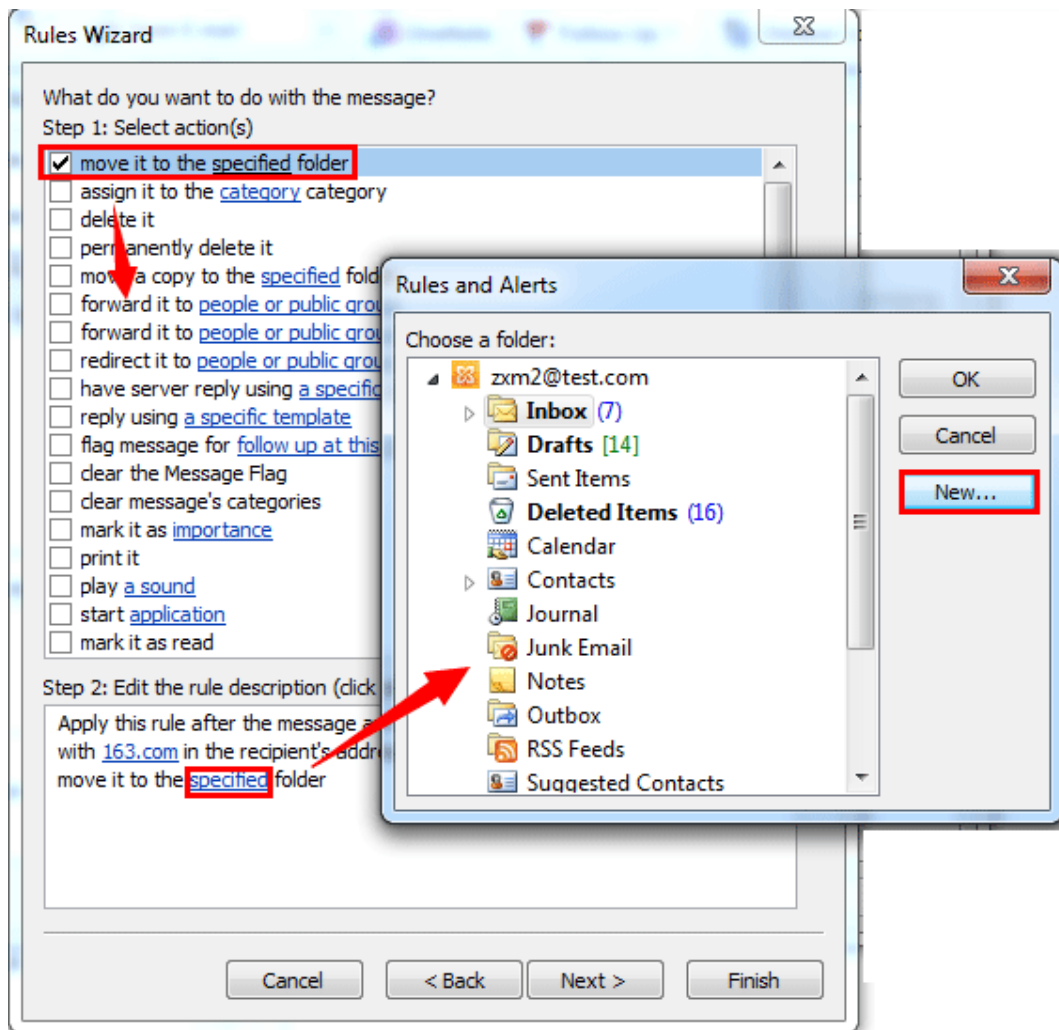 Rules Wizard
What do you want to do with the message?
Step 1: Select action(s)
move it to the specified folder
assign it to the category category
delete it
permanently delete it
move a copy to the specified fold
forward it to people or public grou
forward it to people or public grou
redirect it to people or public grou
have server reply using a specific
reply using a specific template
flag message for follow up at this
clear the Message Flag
clear message's categories
mark it as importance
print it
play a sound
start application
mark it as read
Step 2: Edit the rule description (click
Apply this rule after the message a
with 163.com in the recipient's addre
move it to the specified folder
Cancel
< Back
Next >
Finish
Rules and Alerts
Choose a folder:
zxm2@test.com
Inbox (7)
Drafts [14]
Sent Items
Deleted Items (16)
Calendar
Contacts
Journal
Junk Email
Notes
Outbox
RSS Feeds
Suggested Contacts
OK
Cancel
New...